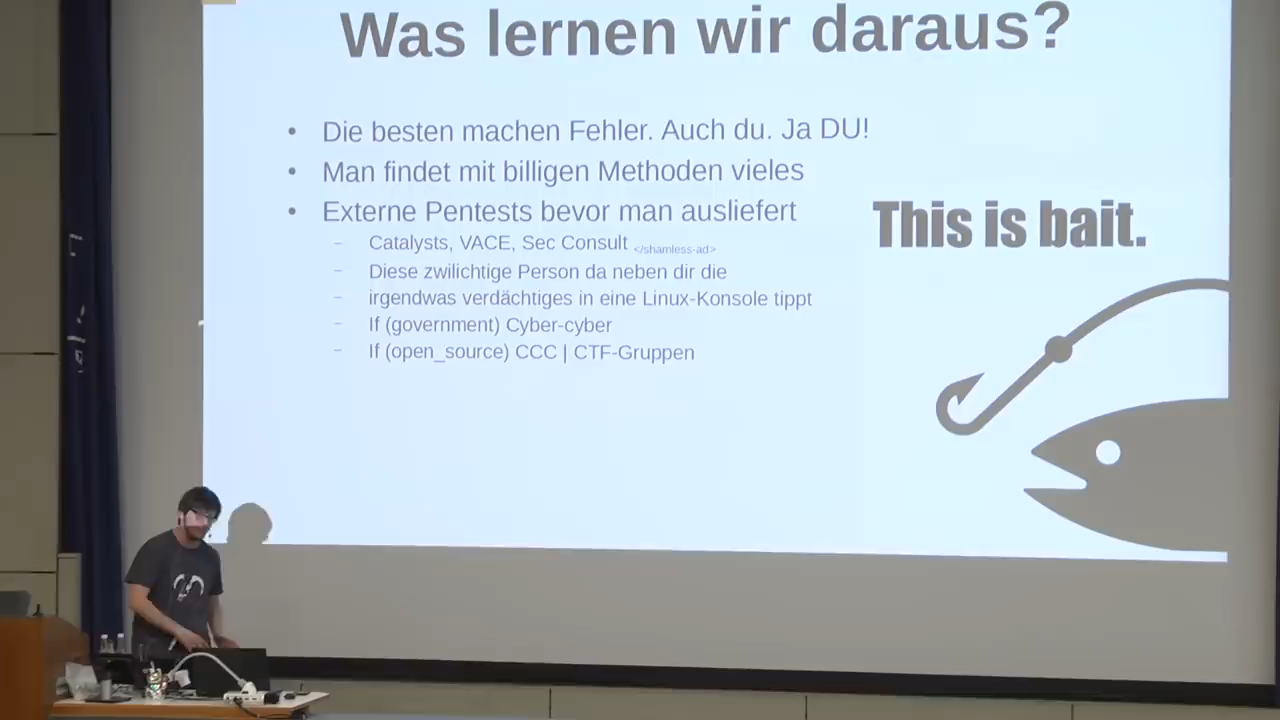 Was lernen wir daraus?
• Die besten machen Fehler. Auch du. Ja DU!
• Man findet mit billigen Methoden vieles
• Externe Pentests bevor man ausliefert
– Catalysts, VACE, Sec Consult </shamless-ad>
– Diese zwilichtige Person da neben dir die
– irgendwas verdächtiges in eine Linux-Konsole tippt
– If (government) Cyber-cyber
– If (open_source) CCC | CTF-Gruppen
This is bait.